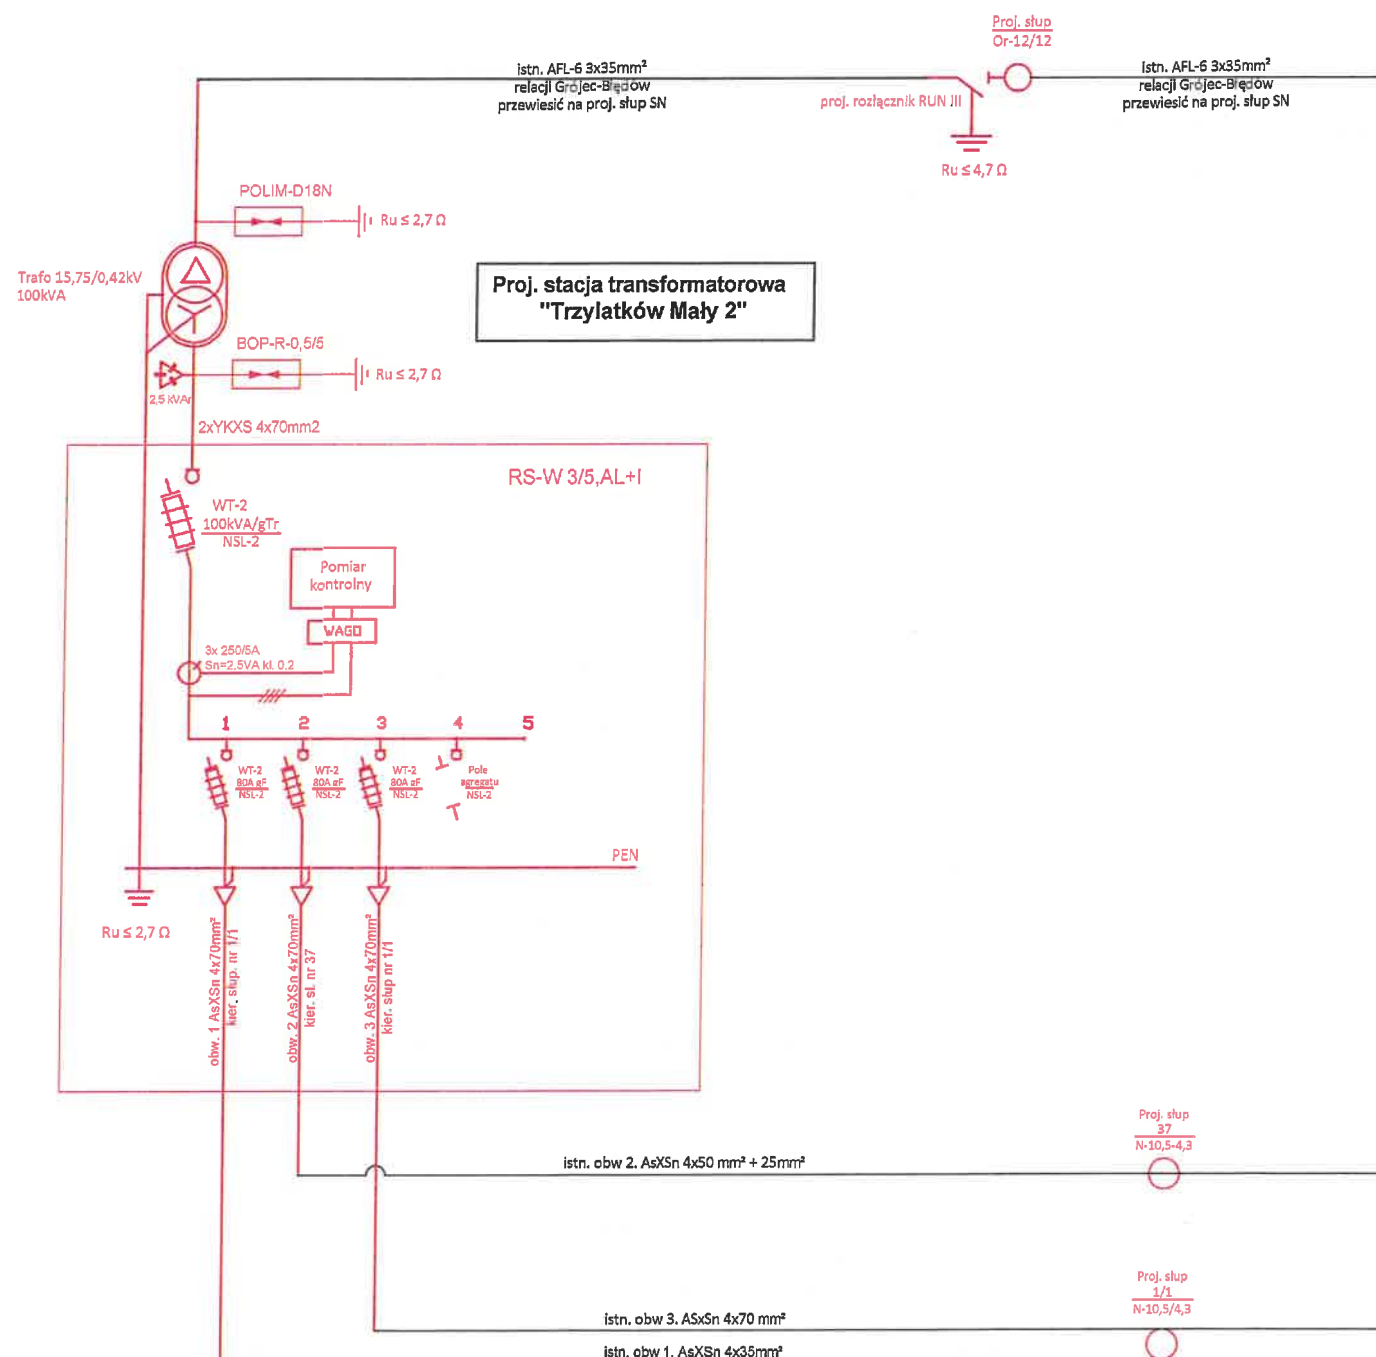 Proj. słup
Or-12/12
istn. AFL-6 3x35mm²
relacji Grójec-Błędów
przewiesić na proj. słup SN
proj. rozłącznik RUN III
istn. AFL-6 3x35mm²
relacji Grójec-Błędów
przewiesić na proj. słup SN
Ru ≤ 4,7 Ω
POLIM-D18N
Ru ≤ 2,7 Ω
Trafo 15,75/0,42kV
100kVA
Proj. stacja transformatorowa
"Trzylatków Mały 2"
BOP-R-0,5/5
Ru ≤ 2,7 Ω
2,5 kVAr
2xYKXS 4x70mm2
RS-W 3/5,AL+I
WT-2
100kVA/gTr
NSL-2
Pomiar
kontrolny
WAGO
3x 250/5A
Sn=2.5VA kl. 0.2
1 2 3 4 5
WT-2
80A gF
NSL-2
WT-2
80A gF
NSL-2
WT-2
80A gF
NSL-2
Pole
agregatu
NSL-2
PEN
Ru ≤ 2,7 Ω
obw. 1 AsXSn 4x70mm²
kier. słup. nr 1/1
obw. 2 AsXSn 4x70mm²
kier. sł. nr 37
obw. 3 AsXSn 4x70mm²
kier. słup nr 1/1
Proj. słup
37
N-10,5-4,3
istn. obw 2. AsXSn 4x50 mm² + 25mm²
Proj. słup
1/1
N-10,5/4,3
istn. obw 3. ASxSn 4x70 mm²
istn. obw 1. AsXSn 4x35mm²